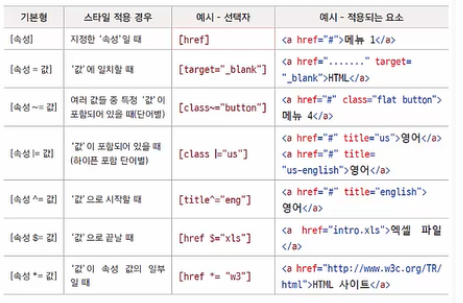 기본형 스타일 적용 경우 예시 - 선택자 예시 - 적용되는 요소
[속성] 지정한 '속성'일 때 [href] <a href="#">메뉴 1</a>
[속성 = 값] '값'에 일치할 때 [target="_blank"] <a href="......." target=
"_blank">HTML</a>
[속성 ~= 값] 여러 값들 중 특정 '값'이
포함되어 있을 때(단어별) [class~="button"] <a href="#" class="flat button">
메뉴 4</a>
[속성 |= 값] '값'이 포함되어 있을 때
(하이픈 포함 단어별) [class |="us"] <a href="#" title="us">영어</a>
<a href="#" title=
"us-english">영어</a>
[속성 ^= 값] '값'으로 시작할 때 [title^="eng"] <a href="#" title="english">
영어</a>
[속성 $= 값] '값'으로 끝날 때 [href $="xls"] <a href="intro.xls">엑셀 파일
</a>
[속성 *= 값] '값'이 속성 값의 일부
일 때 [href *= "w3"] <a href="http://www.w3c.org/TR/
html">HTML 사이트</a>